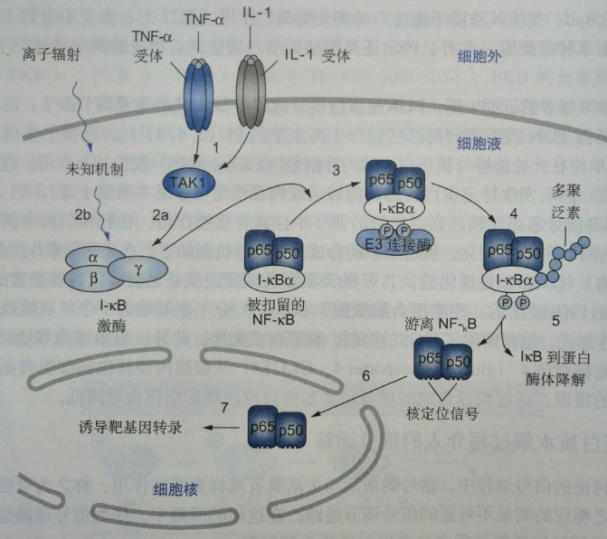 TNF-α
IL-1
离子辐射
TNF-α
受体
IL-1 受体
细胞外
细胞液
1
未知机制
TAK1
3
p65 p50
I-κBα
P P
E3 连接酶
4
多聚
泛素
2b
2a
α
β
γ
I-κB
激酶
p65 p50
I-κBα
被扣留的
NF-κB
p65 p50
I-κBα
P P
游离 NF-κB
5
p65 p50
IκB 到蛋白
酶体降解
6
核定位信号
7
诱导靶基因转录
p65 p50
细胞核